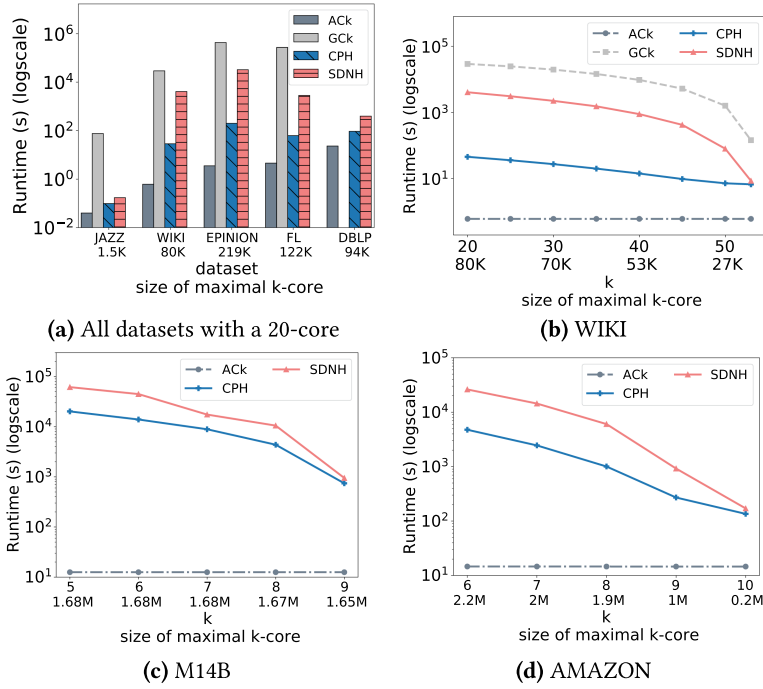 Runtime (s) (logscale)
10^6
10^4
10^2
10^0
10^−2
ACk
GCk
CPH
SDNH
JAZZ WIKI EPINION FL DBLP
1.5K 80K 219K 122K 94K
dataset
size of maximal k-core
(a) All datasets with a 20-core
Runtime (s) (logscale)
10^5
10^3
10^1
ACk CPH
GCk SDNH
20 30 40 50
80K 70K 53K 27K
k
size of maximal k-core
(b) WIKI
Runtime (s) (logscale)
10^5
10^4
10^3
10^2
10^1
ACk SDNH
CPH
5 6 7 8 9
1.68M 1.68M 1.68M 1.67M 1.65M
k
size of maximal k-core
(c) M14B
Runtime (s) (logscale)
10^5
10^4
10^3
10^2
10^1
ACk SDNH
CPH
6 7 8 9 10
2.2M 2M 1.9M 1M 0.2M
k
size of maximal k-core
(d) AMAZON